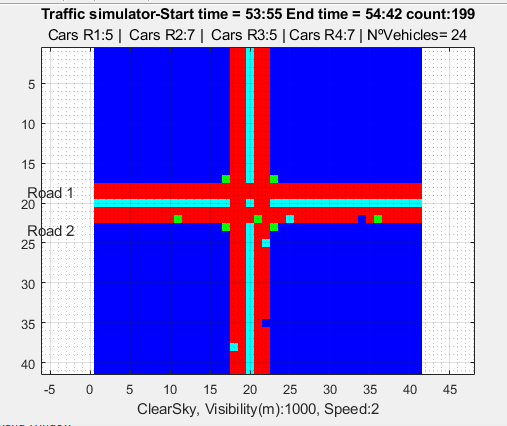 Traffic simulator-Start time = 53:55 End time = 54:42 count:199
Cars R1:5 | Cars R2:7 | Cars R3:5 | Cars R4:7 | NºVehicles= 24
5
10
15
Road 1
20
Road 2
25
30
35
40
-5 0 5 10 15 20 25 30 35 40 45
ClearSky, Visibility(m):1000, Speed:2